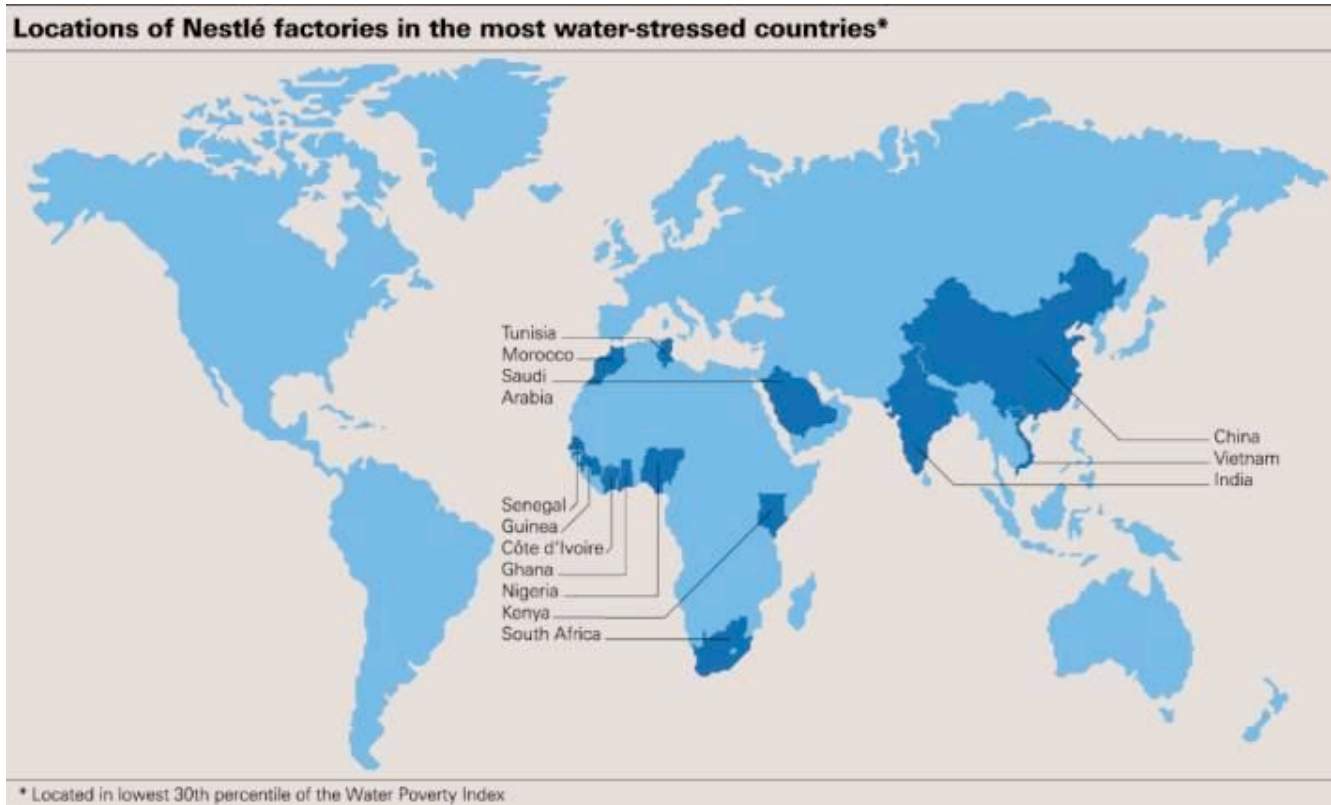 Locations of Nestlé factories in the most water-stressed countries*
Tunisia
Morocco
Saudi
Arabia
Senegal
Guinea
Côte d'Ivoire
Ghana
Nigeria
Kenya
South Africa
China
Vietnam
India
* Located in lowest 30th percentile of the Water Poverty Index